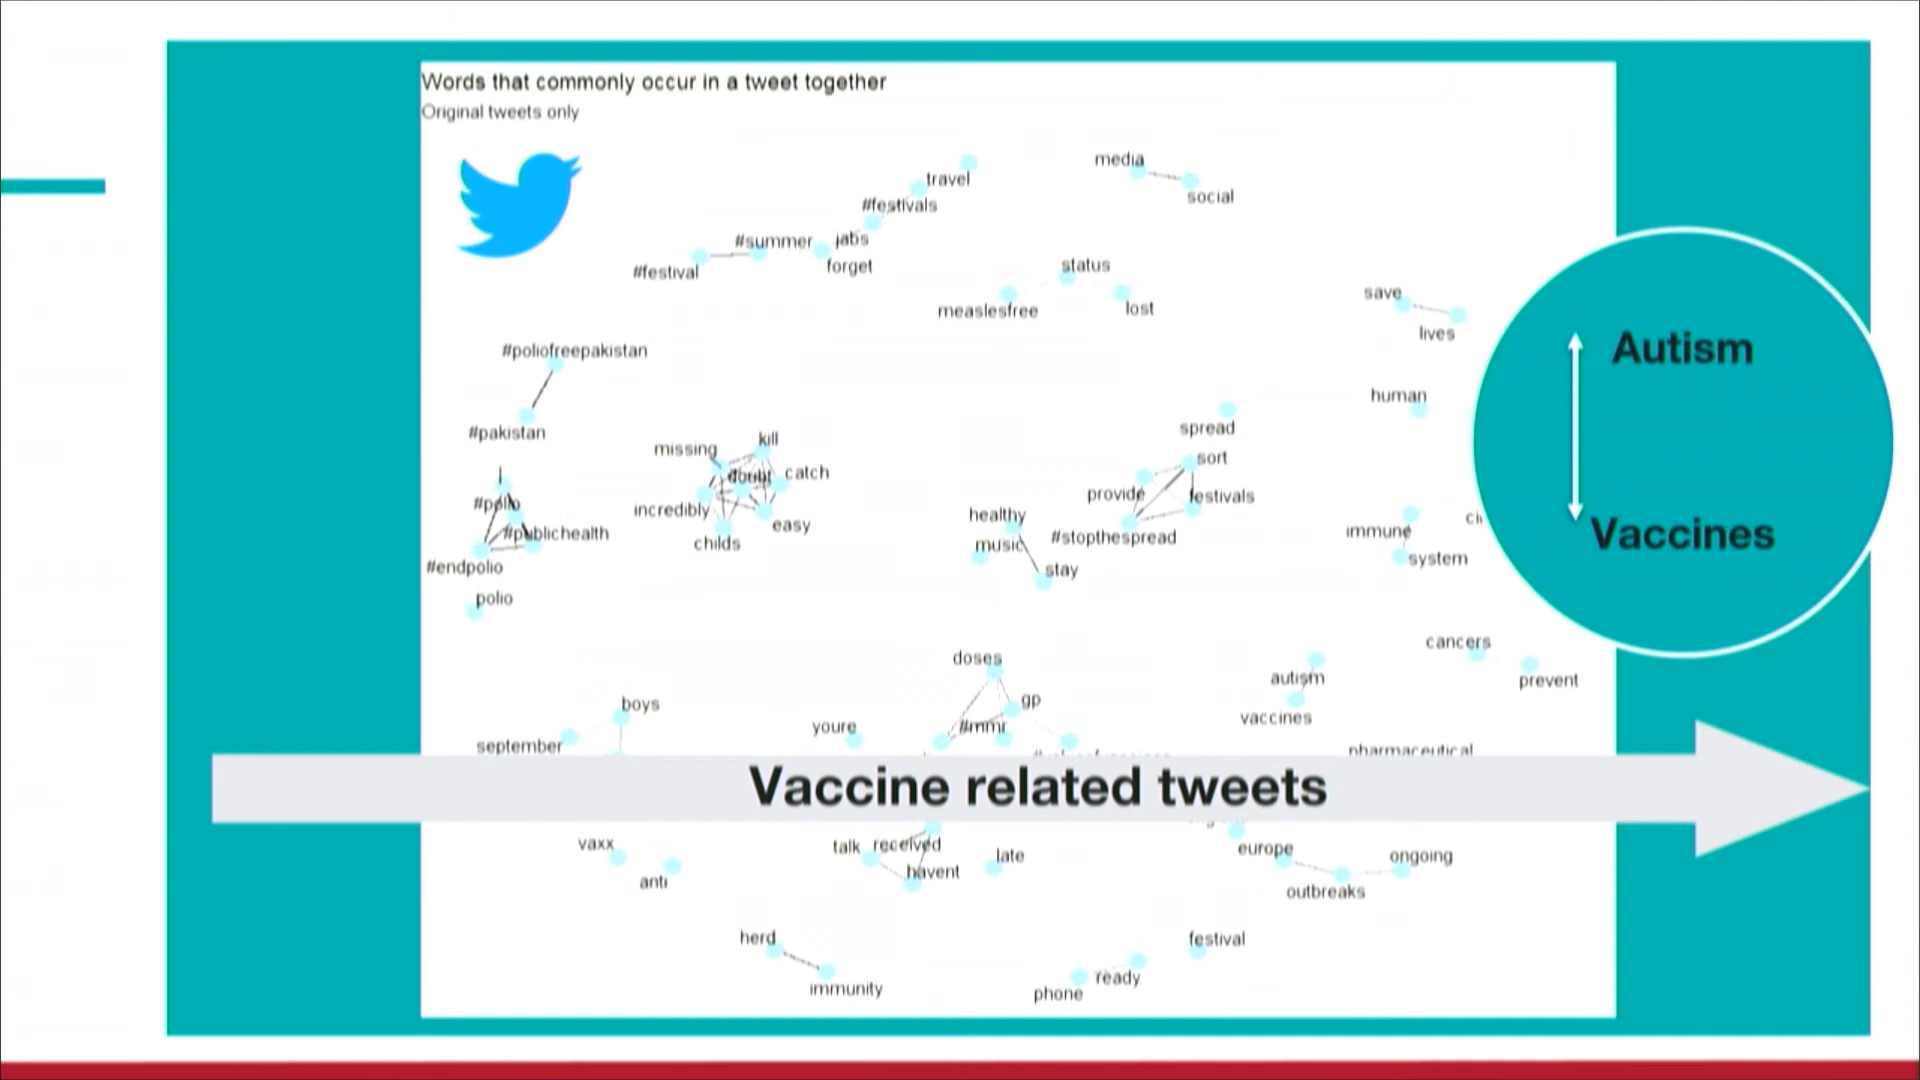 Words that commonly occur in a tweet together
Original tweets only
media
travel
social
#festivals
#summer
jabs
#festival
forget
status
measlesfree
lost
save
lives
Autism
#poliofreepakistan
human
#pakistan
spread
missing
kill
doubt
catch
sort
provide
festivals
#polio
incredibly
easy
healthy
#publichealth
childs
music
#stopthespread
immune
Vaccines
system
#endpolio
stay
polio
doses
cancers
autism
prevent
boys
gp
vaccines
youre
#mmr
september
pharmaceutical
Vaccine related tweets
vaxx
talk
received
late
europe
ongoing
anti
havent
outbreaks
herd
festival
immunity
ready
phone